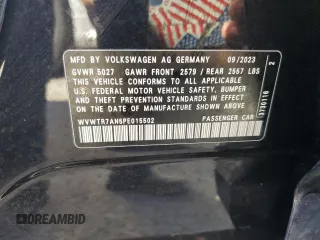 MFD BY VOLKSWAGEN AG GERMANY 09/2023
GVWR 5027 GAWR FRONT 2579 / REAR 2557 LBS
THIS VEHICLE CONFORMS TO ALL APPLICABLE
U.S. FEDERAL MOTOR VEHICLE SAFETY, BUMPER
AND THEFT PREVENTION STANDARDS IN EFFECT ON THE
DATE OF MANUFACTURE SHOWN ABOVE
WVWTR7AN6PE015502 PASSENGER CAR
2
DREAMBID